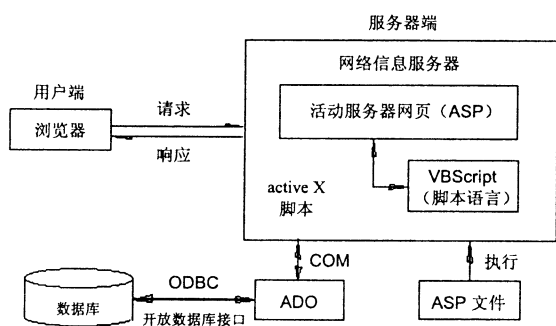 服务器端
网络信息服务器
用户端
浏览器
请求
响应
活动服务器网页（ASP）
VBScript
（脚本语言）
active X
脚本
COM
执行
数据库
ODBC
开放数据库接口
ADO
ASP 文件